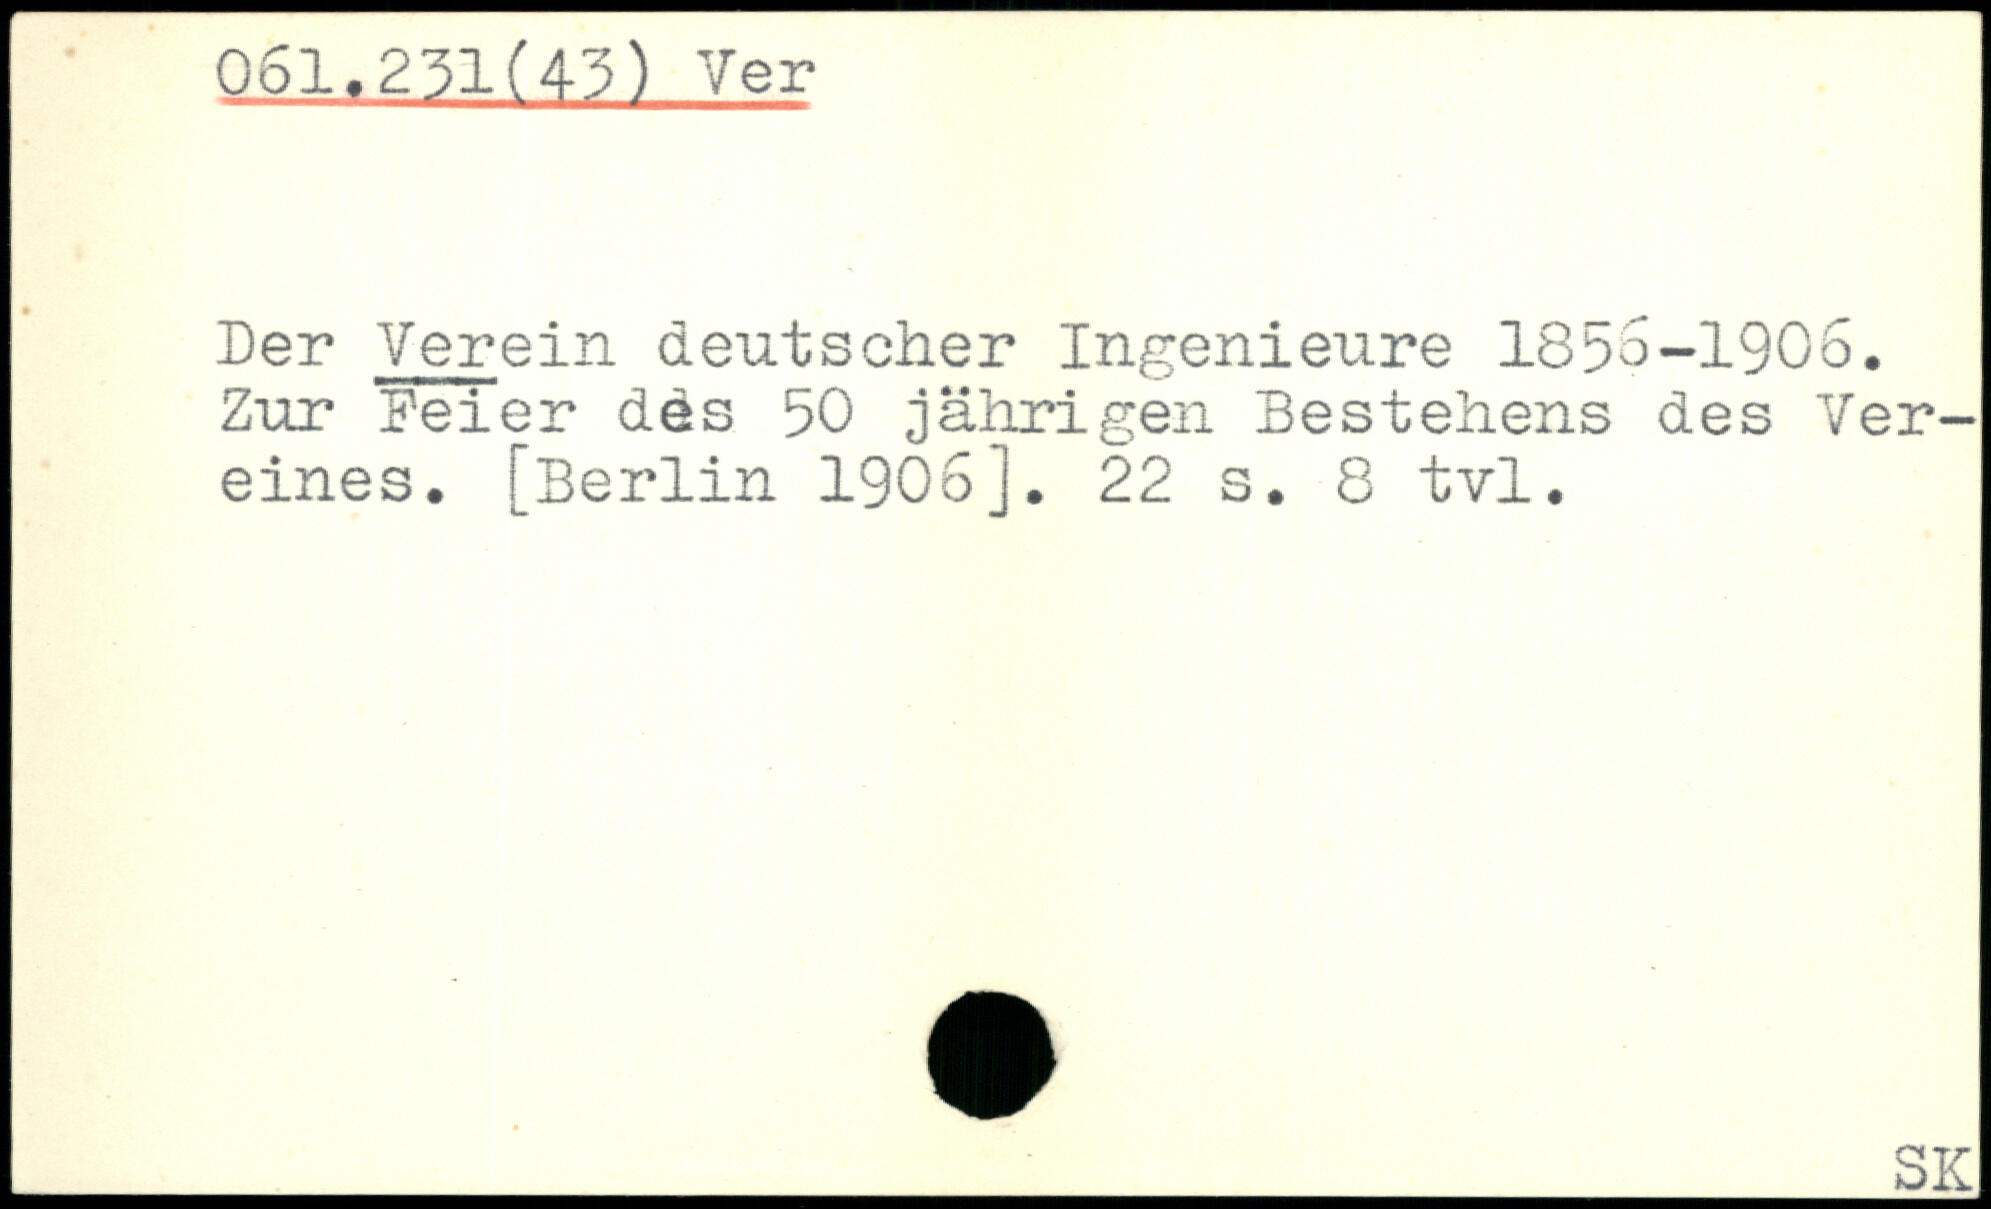 061.231(43) Ver
Der Verein deutscher Ingenieure 1856-1906.
Zur Feier des 50 jährigen Bestehens des Ver-
eines. [Berlin 1906]. 22 s. 8 tvl.
SK